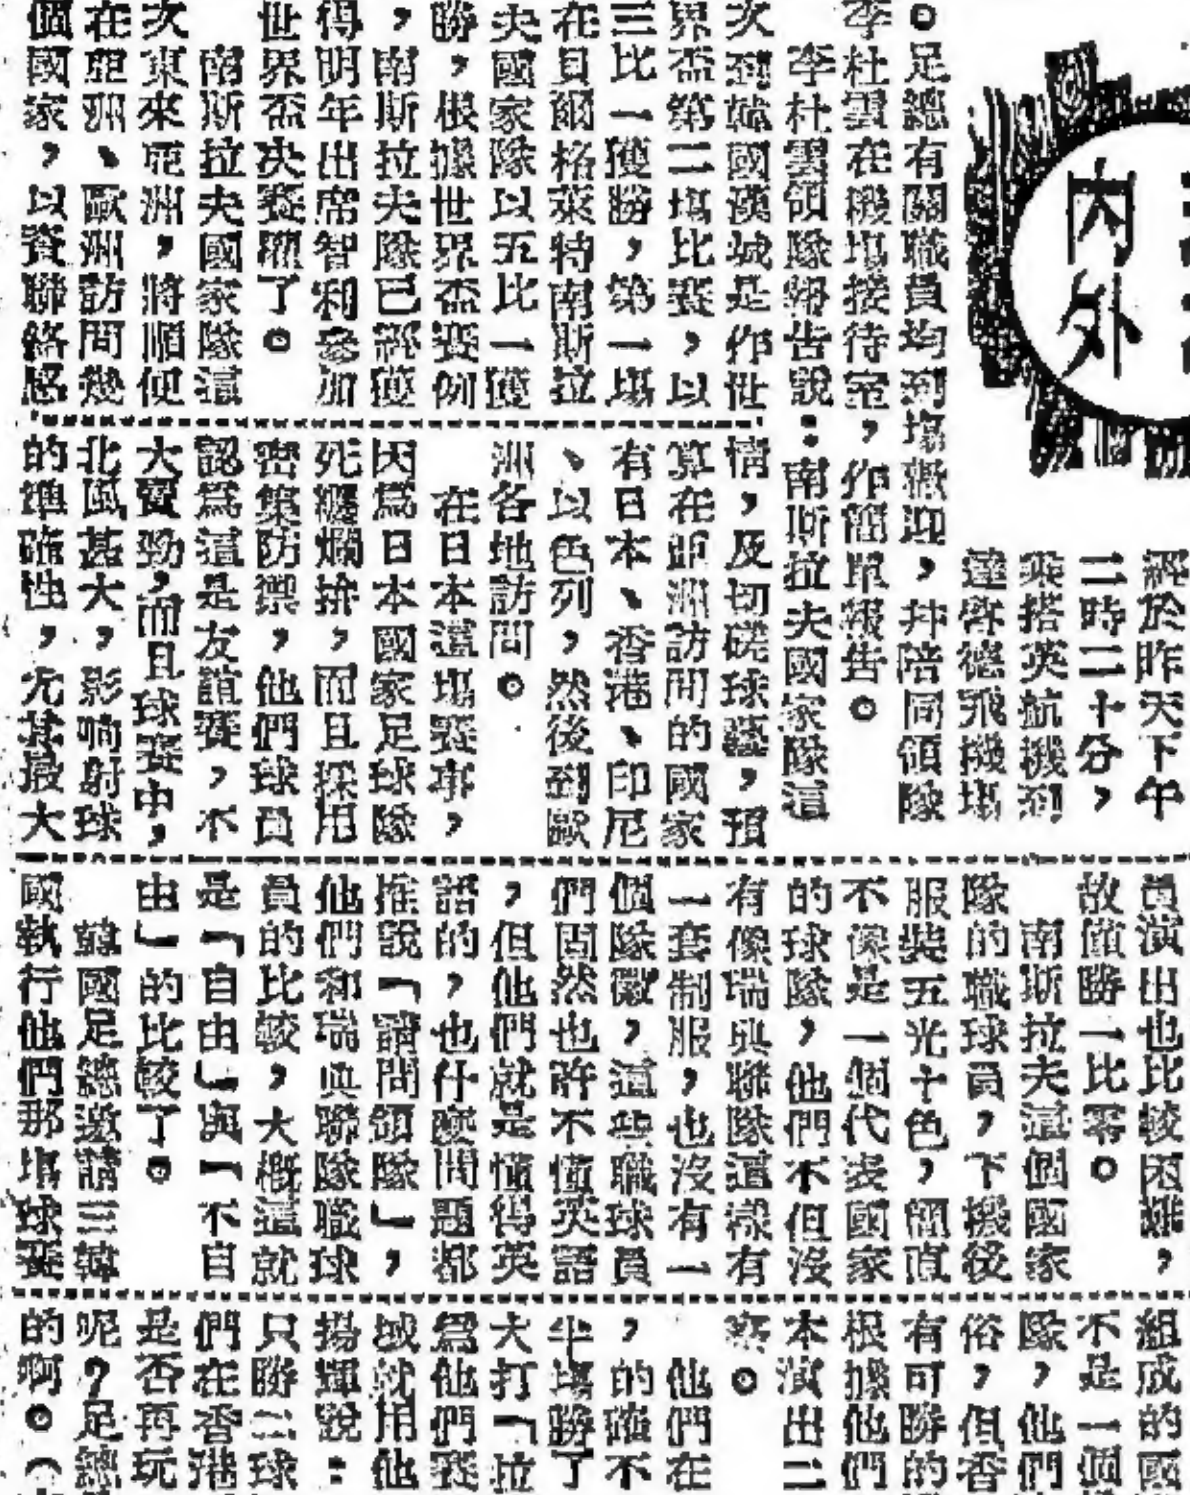 內外
經於昨天下午
二時二十分，
乘搭英航機到
達啓德飛機塲
。足總有關職員均到塲歡迎，幷陪同領隊
李杜雲在機塲接待室，作簡單報告。
李杜雲領隊報告說：南斯拉夫國家隊這
次到韓國漢城是作世
界盃第二塲比賽，以
三比一獲勝，第一塲
在貝爾格萊特南斯拉
夫國家隊以五比一獲
勝，根據世界盃賽例
，南斯拉夫隊已經獲
得明年出席智利參加
世界盃決賽權了。
南斯拉夫國家隊這
次東來亞洲，將順便
在亞洲、歐洲訪問幾
個國家，以資聯絡感
情，及切磋球藝，預
算在亞洲訪問的國家
有日本、香港、印尼
、以色列，然後到歐
洲各地訪問。
在日本這塲賽事，
因爲日本國家足球隊
死纏爛拚，而且採用
密集防禦，他們球員
認爲這是友誼賽，不
大賣勁，而且球賽中，
北風甚大，影响射球
的準確性，尤其最大
員演出也比較困難，
故僅勝一比零。
南斯拉夫這個國家
隊的職球員，下機後
服裝五光十色，簡直
不像是一個代表國家
的球隊，他們不但沒
有像瑞典聯隊這樣有
一套制服，也沒有一
個隊徽，這些職球員
們固然也許不懂英語
，但他們就是懂得英
語的，也什麽問題都
推說「請問領隊」，
他們和瑞典聯隊職球
員的比較，大概這就
是「自由」與「不自
由」的比較了。
韓國足總邀請三韓
國執行他們那塲球賽
組成的國
不是一個
隊，他們
俗，但香
有可勝的
根據他們
本演出二
察。
他們在
，的確不
半塲勝了
大打「拉
爲他們賽
城就用他
揚輝說：
只勝二球
們在香港
是否再玩
呢？足總
的啊。（